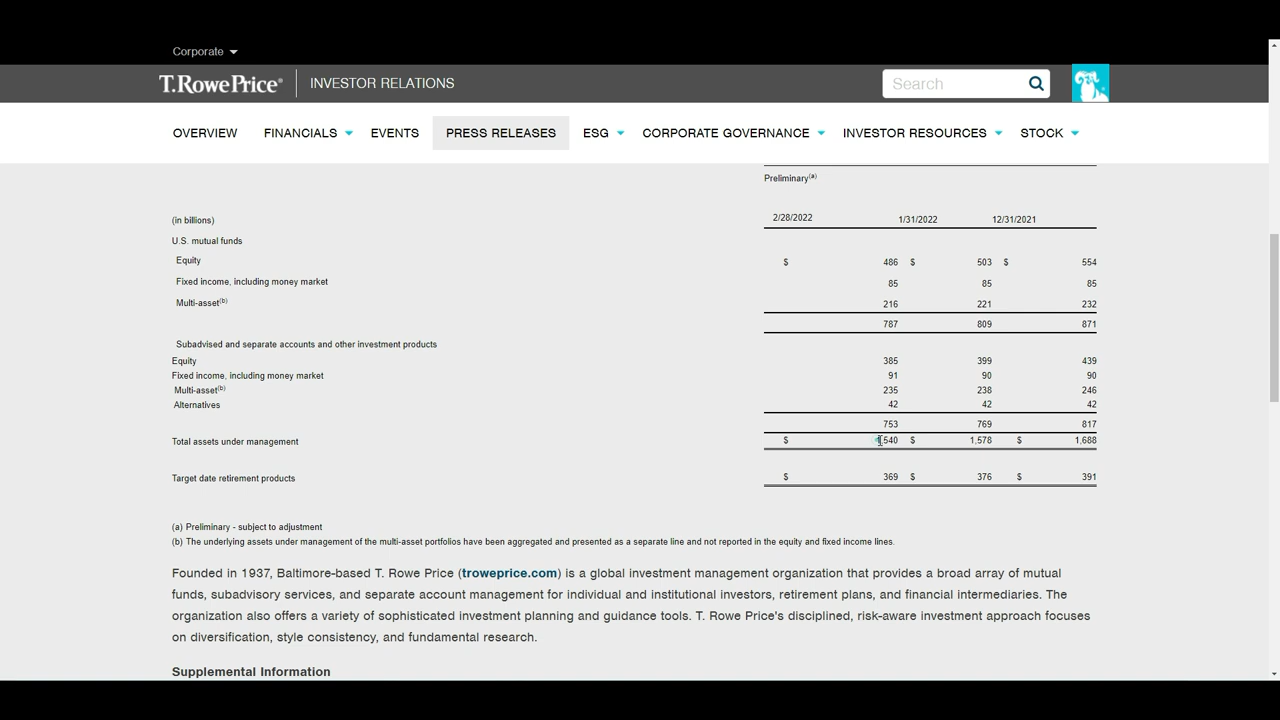 Corporate
T.RowePrice® INVESTOR RELATIONS Search
OVERVIEW FINANCIALS EVENTS PRESS RELEASES ESG CORPORATE GOVERNANCE INVESTOR RESOURCES STOCK
Preliminary(a)
(in billions) 2/28/2022 1/31/2022 12/31/2021
U.S. mutual funds
Equity $ 486 $ 503 $ 554
Fixed income, including money market 85 85 85
Multi-asset(b) 216 221 232
787 809 871
Subadvised and separate accounts and other investment products
Equity 385 399 439
Fixed income, including money market 91 90 90
Multi-asset(b) 235 238 246
Alternatives 42 42 42
753 769 817
Total assets under management $ 1,540 $ 1,578 $ 1,688
Target date retirement products $ 369 $ 376 $ 391
(a) Preliminary - subject to adjustment
(b) The underlying assets under management of the multi-asset portfolios have been aggregated and presented as a separate line and not reported in the equity and fixed income lines.
Founded in 1937, Baltimore-based T. Rowe Price (troweprice.com) is a global investment management organization that provides a broad array of mutual
funds, subadvisory services, and separate account management for individual and institutional investors, retirement plans, and financial intermediaries. The
organization also offers a variety of sophisticated investment planning and guidance tools. T. Rowe Price's disciplined, risk-aware investment approach focuses
on diversification, style consistency, and fundamental research.
Supplemental Information